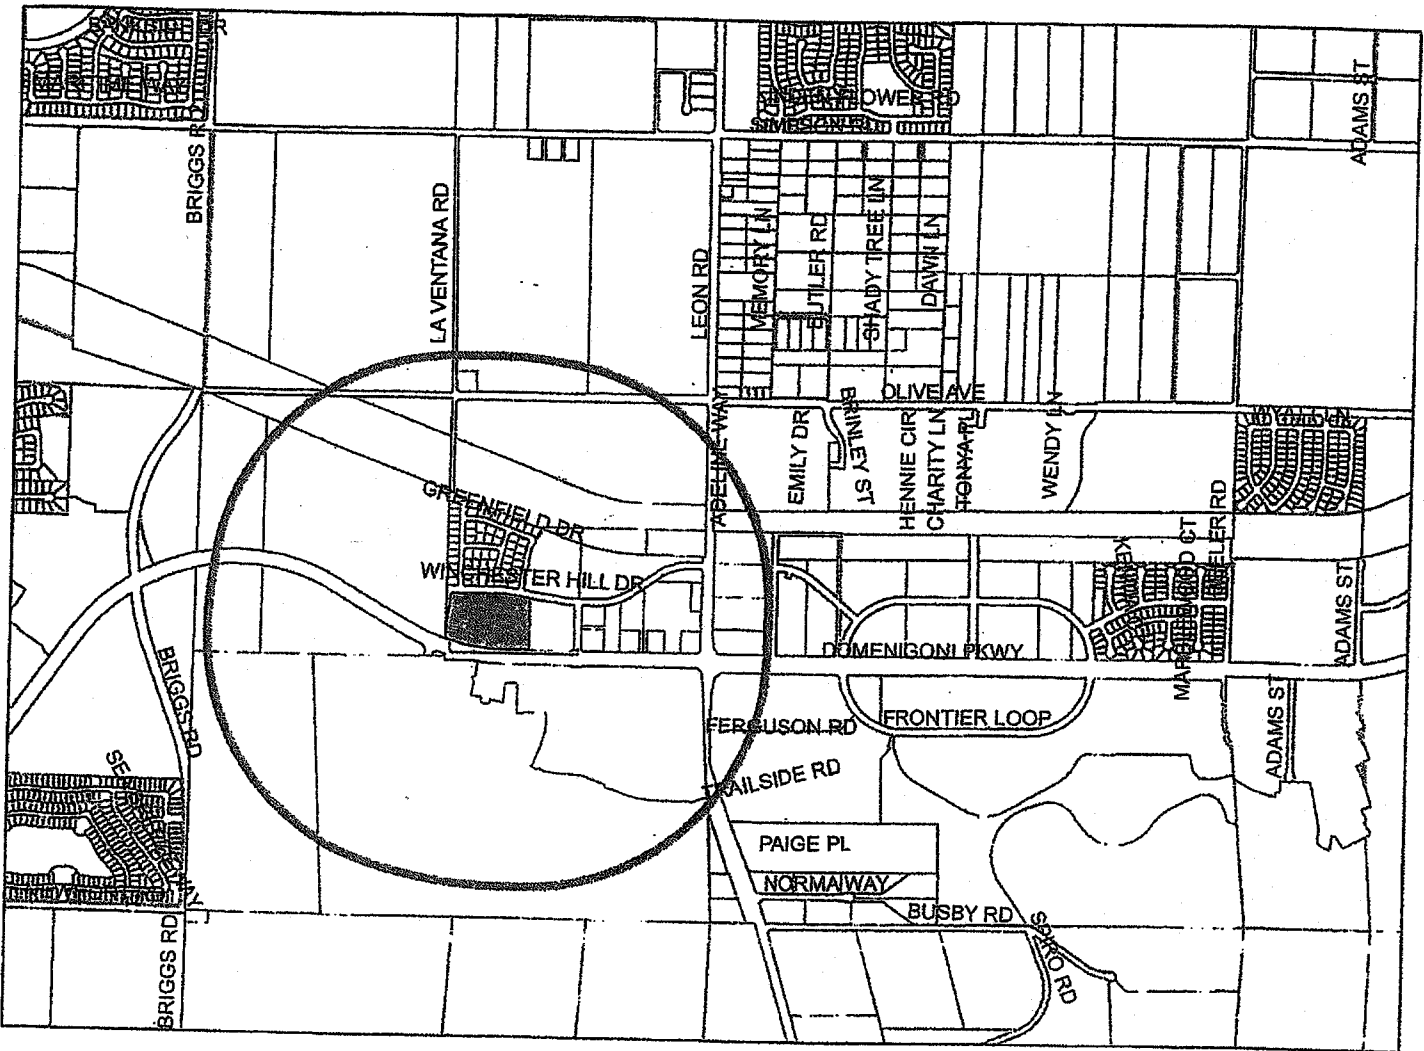 SIMPSON RD
ADAMS ST
BRIGGS RD
LA VENTANA RD
LEON RD
MEMORY LN
BUTLER RD
SHADY TREE LN
DAWN LN
OLIVE AVE
WYATT LN
ADELINE WAY
EMILY DR
BRINLEY ST
HENNIE CIR
CHARITY LN
TONYA PL
WENDY LN
GREENFIELD DR
WINCHESTER HILL DR
DOMENIGONI PKWY
ADAMS ST
BRIGGS RD
FERGUSON RD
FRONTIER LOOP
ADAMS ST
TRAILSIDE RD
PAIGE PL
NORMA WAY
BUSBY RD
SPIRO RD
BRIGGS RD